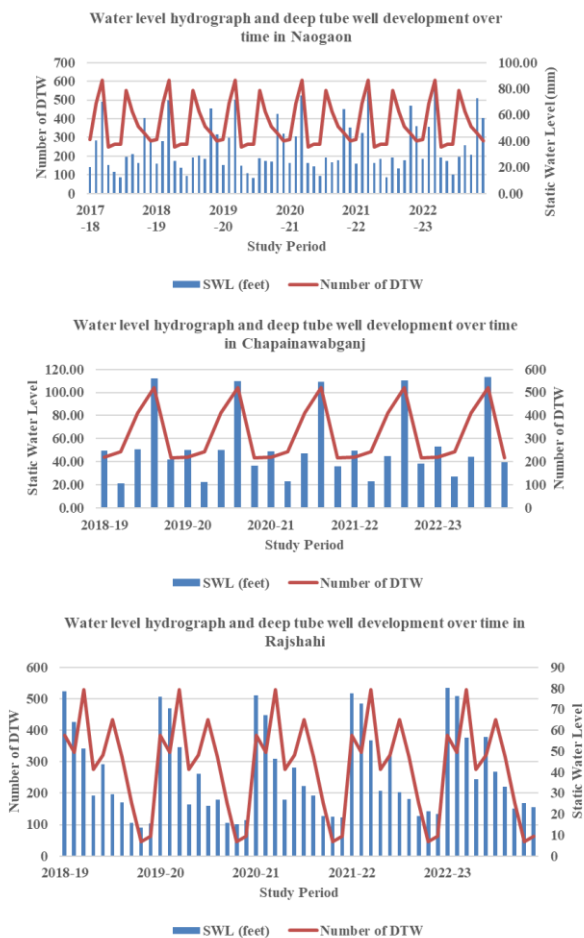 Water level hydrograph and deep tube well development over
time in Naogaon
Number of DTW
700
600
500
400
300
200
100
0
100.00
80.00
60.00
40.00
20.00
0.00
Static Water Level(mm)
2017 2018 2019 2020 2021 2022
-18 -19 -20 -21 -22 -23
Study Period
SWL (feet) Number of DTW
Water level hydrograph and deep tube well development over time
in Chapainawabganj
Static Water Level
120.00
100.00
80.00
60.00
40.00
20.00
0.00
600
500
400
300
200
100
0
Number of DTW
2018-19 2019-20 2020-21 2021-22 2022-23
Study Period
SWL (feet) Number of DTW
Water level hydrograph and deep tube well development over time in
Rajshahi
Number of DTW
600
500
400
300
200
100
0
90
80
70
60
50
40
30
20
10
0
Static Water Level
2018-19 2019-20 2020-21 2021-22 2022-23
Study Period
SWL (feet) Number of DTW